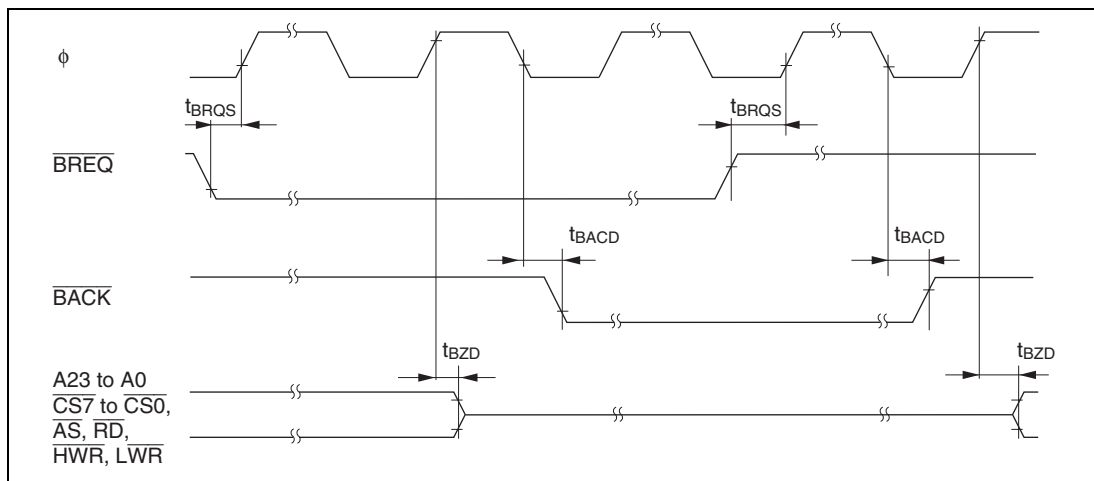 ϕ
tBRQS
tBRQS
BREQ
tBACD
tBACD
BACK
tBZD
tBZD
A23 to A0
CS7 to CS0,
AS, RD,
HWR, LWR